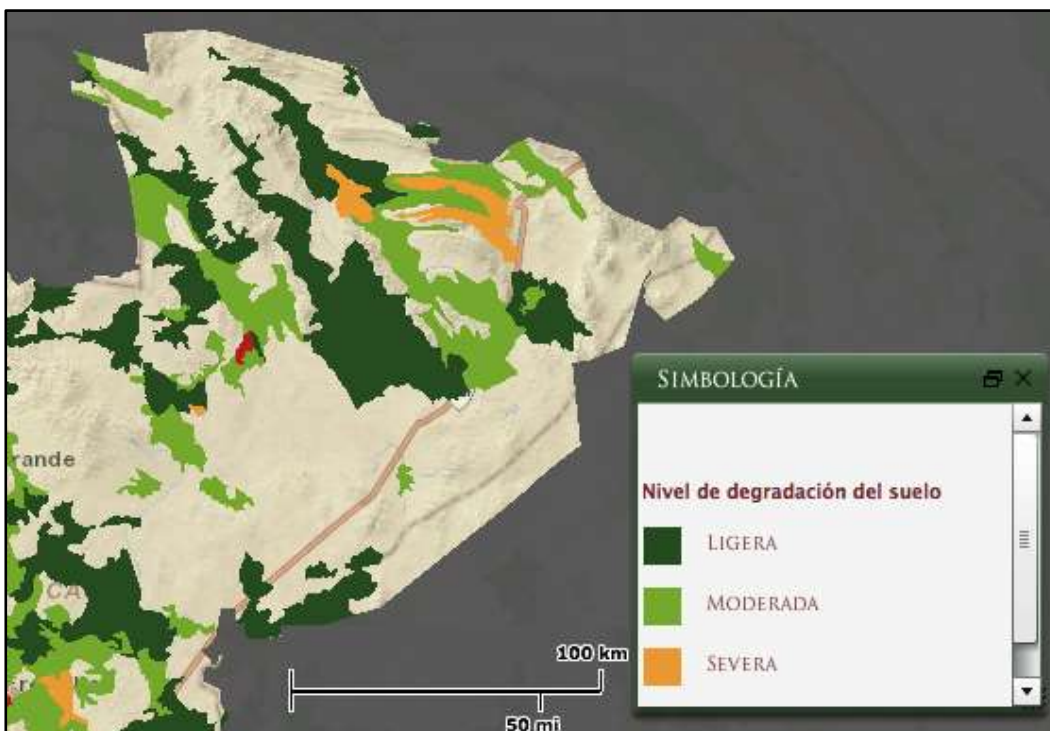 SIMBOLOGÍA
Nivel de degradación del suelo
LIGERA
MODERADA
SEVERA
rande
CA
100 km
50 mi